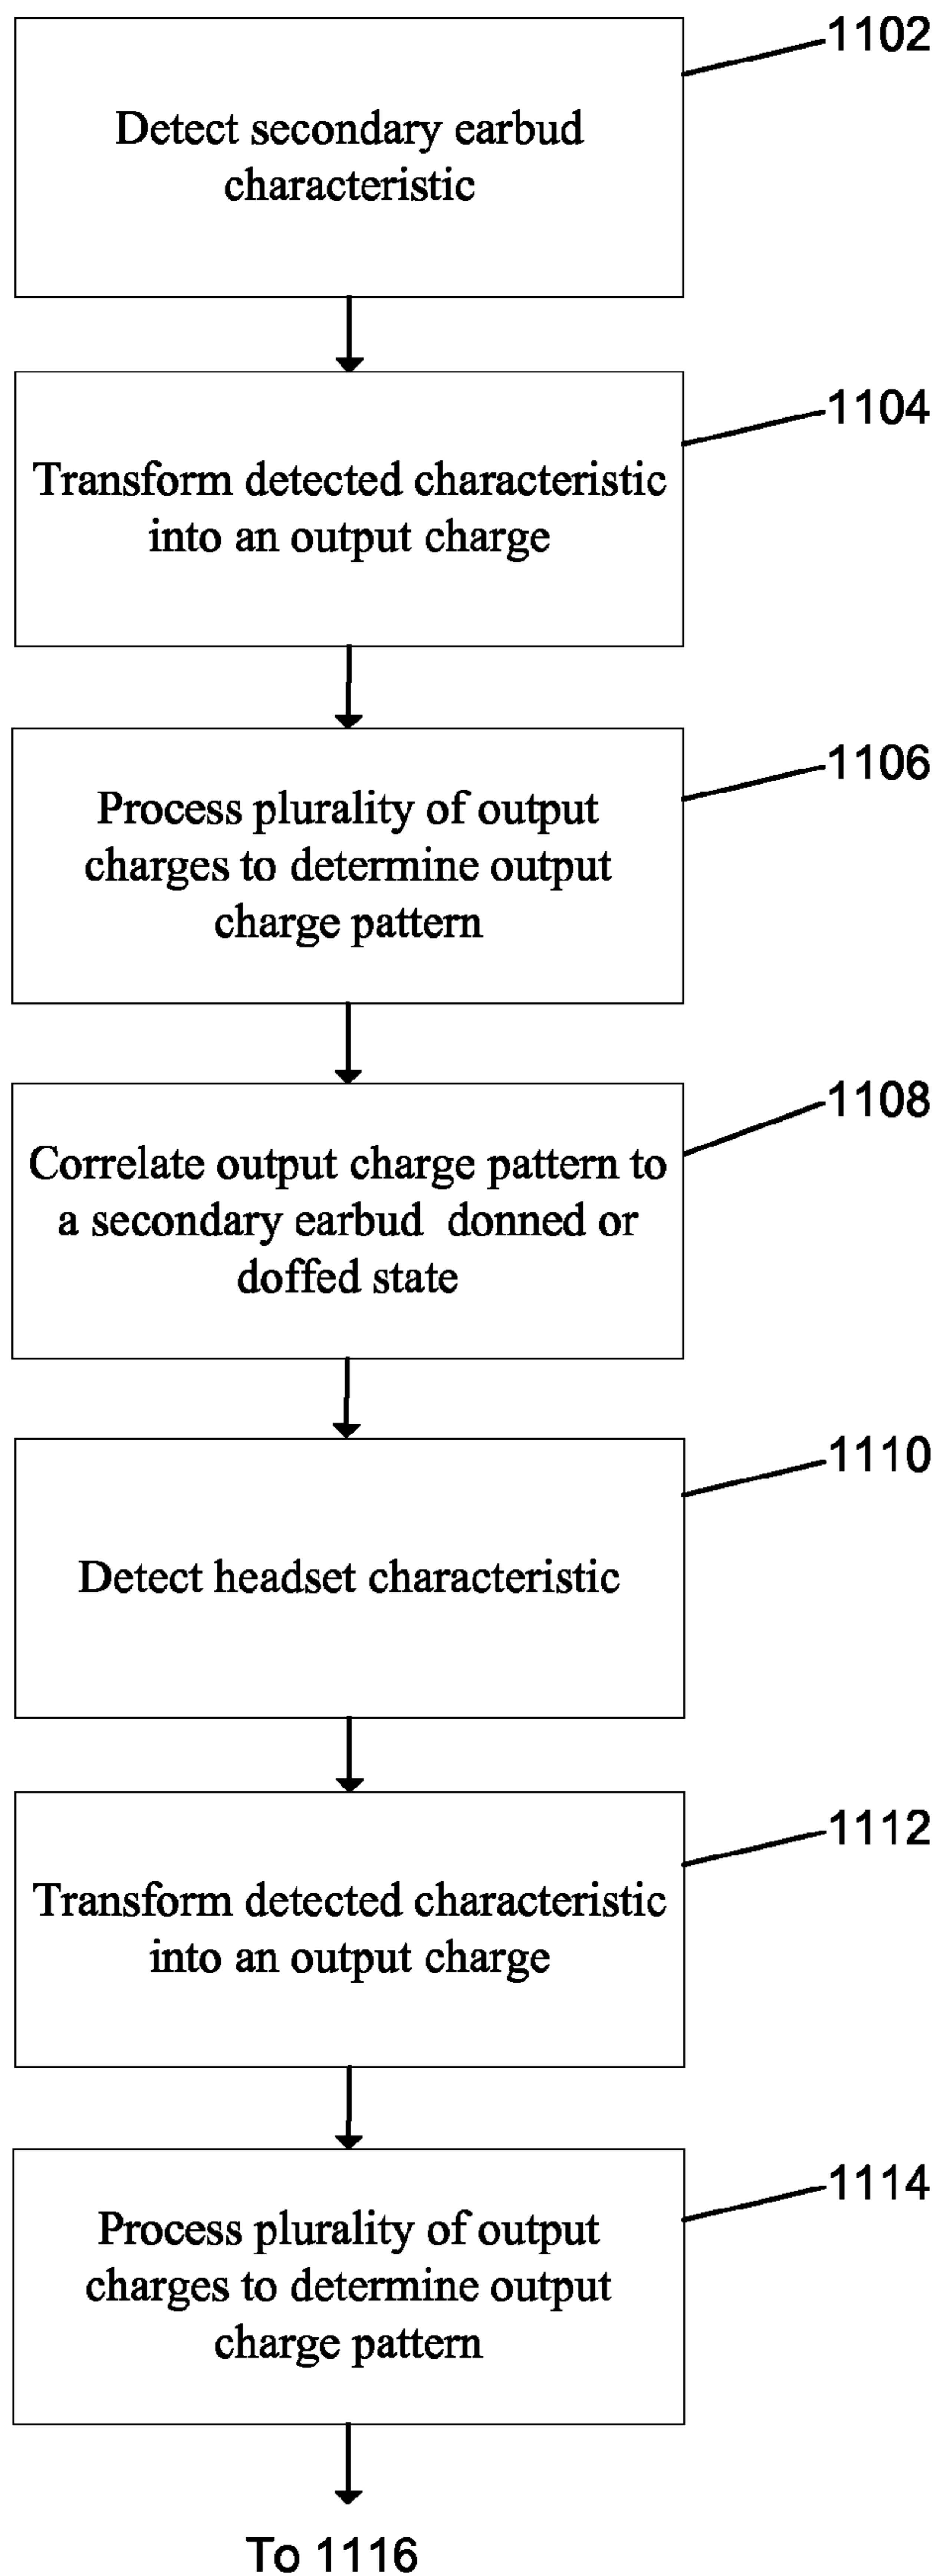 1102
Detect secondary earbud
characteristic
1104
Transform detected characteristic
into an output charge
1106
Process plurality of output
charges to determine output
charge pattern
1108
Correlate output charge pattern to
a secondary earbud donned or
doffed state
1110
Detect headset characteristic
1112
Transform detected characteristic
into an output charge
1114
Process plurality of output
charges to determine output
charge pattern
To 1116